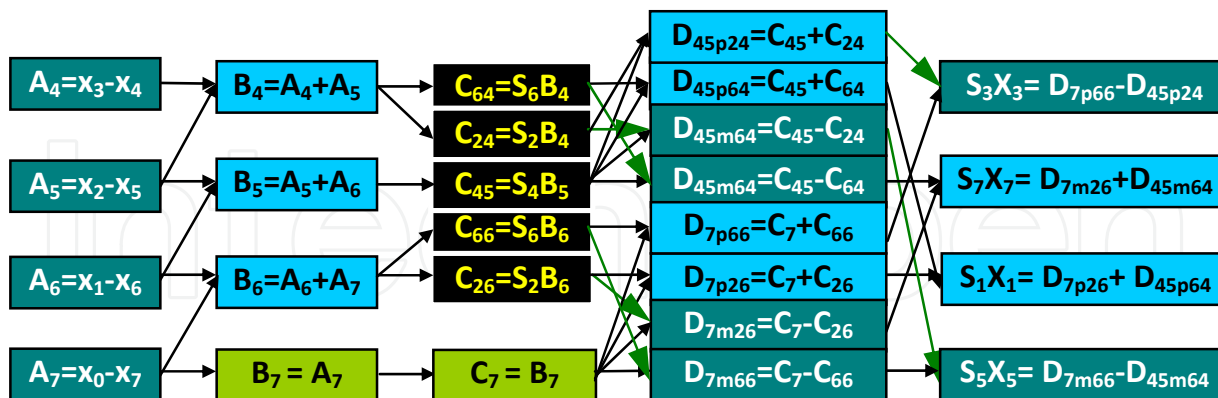 A₄=x₃-x₄
A₅=x₂-x₅
A₆=x₁-x₆
A₇=x₀-x₇
B₄=A₄+A₅
B₅=A₅+A₆
B₆=A₆+A₇
B₇ = A₇
C₆₄=S₆B₄
C₂₄=S₂B₄
C₄₅=S₄B₅
C₆₆=S₆B₆
C₂₆=S₂B₆
C₇ = B₇
D₄₅ₚ₂₄=C₄₅+C₂₄
D₄₅ₚ₆₄=C₄₅+C₆₄
D₄₅ₘ₆₄=C₄₅-C₂₄
D₄₅ₘ₆₄=C₄₅-C₆₄
D₇ₚ₆₆=C₇+C₆₆
D₇ₚ₂₆=C₇+C₂₆
D₇ₘ₂₆=C₇-C₂₆
D₇ₘ₆₆=C₇-C₆₆
S₃X₃= D₇ₚ₆₆-D₄₅ₚ₂₄
S₇X₇= D₇ₘ₂₆+D₄₅ₘ₆₄
S₁X₁= D₇ₚ₂₆+ D₄₅ₚ₆₄
S₅X₅= D₇ₘ₆₆-D₄₅ₘ₆₄